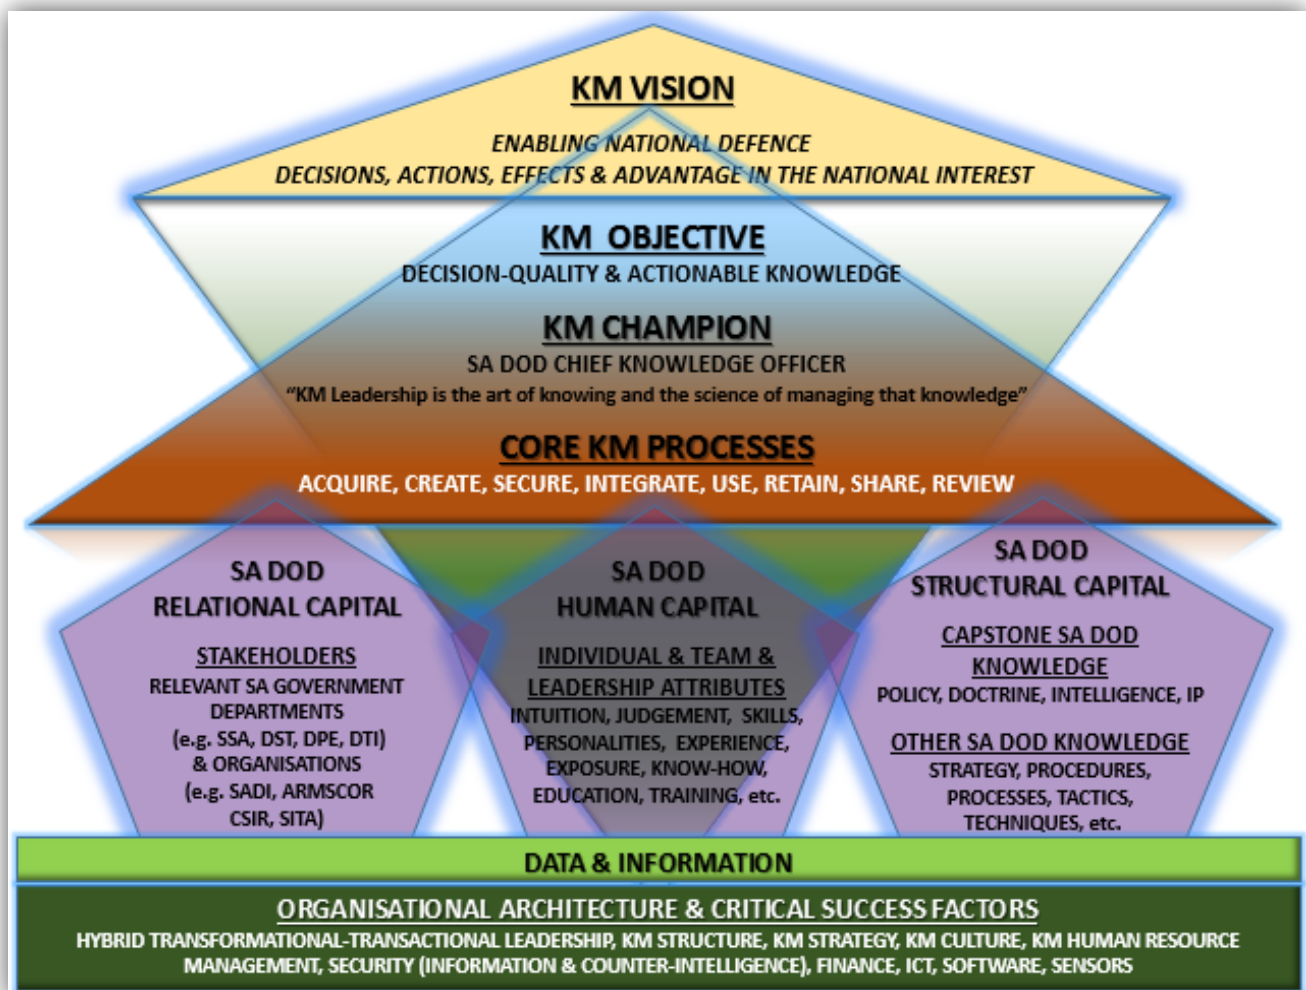 KM VISION
ENABLING NATIONAL DEFENCE
DECISIONS, ACTIONS, EFFECTS & ADVANTAGE IN THE NATIONAL INTEREST
KM OBJECTIVE
DECISION-QUALITY & ACTIONABLE KNOWLEDGE
KM CHAMPION
SA DOD CHIEF KNOWLEDGE OFFICER
“KM Leadership is the art of knowing and the science of managing that knowledge”
CORE KM PROCESSES
ACQUIRE, CREATE, SECURE, INTEGRATE, USE, RETAIN, SHARE, REVIEW
SA DOD
RELATIONAL CAPITAL
STAKEHOLDERS
RELEVANT SA GOVERNMENT
DEPARTMENTS
(e.g. SSA, DST, DPE, DTI)
& ORGANISATIONS
(e.g. SADI, ARMSCOR
CSIR, SITA)
SA DOD
HUMAN CAPITAL
INDIVIDUAL & TEAM &
LEADERSHIP ATTRIBUTES
INTUITION, JUDGEMENT, SKILLS,
PERSONALITIES, EXPERIENCE,
EXPOSURE, KNOW-HOW,
EDUCATION, TRAINING, etc.
SA DOD
STRUCTURAL CAPITAL
CAPSTONE SA DOD
KNOWLEDGE
POLICY, DOCTRINE, INTELLIGENCE, IP
OTHER SA DOD KNOWLEDGE
STRATEGY, PROCEDURES,
PROCESSES, TACTICS,
TECHNIQUES, etc.
DATA & INFORMATION
ORGANISATIONAL ARCHITECTURE & CRITICAL SUCCESS FACTORS
HYBRID TRANSFORMATIONAL-TRANSACTIONAL LEADERSHIP, KM STRUCTURE, KM STRATEGY, KM CULTURE, KM HUMAN RESOURCE
MANAGEMENT, SECURITY (INFORMATION & COUNTER-INTELLIGENCE), FINANCE, ICT, SOFTWARE, SENSORS